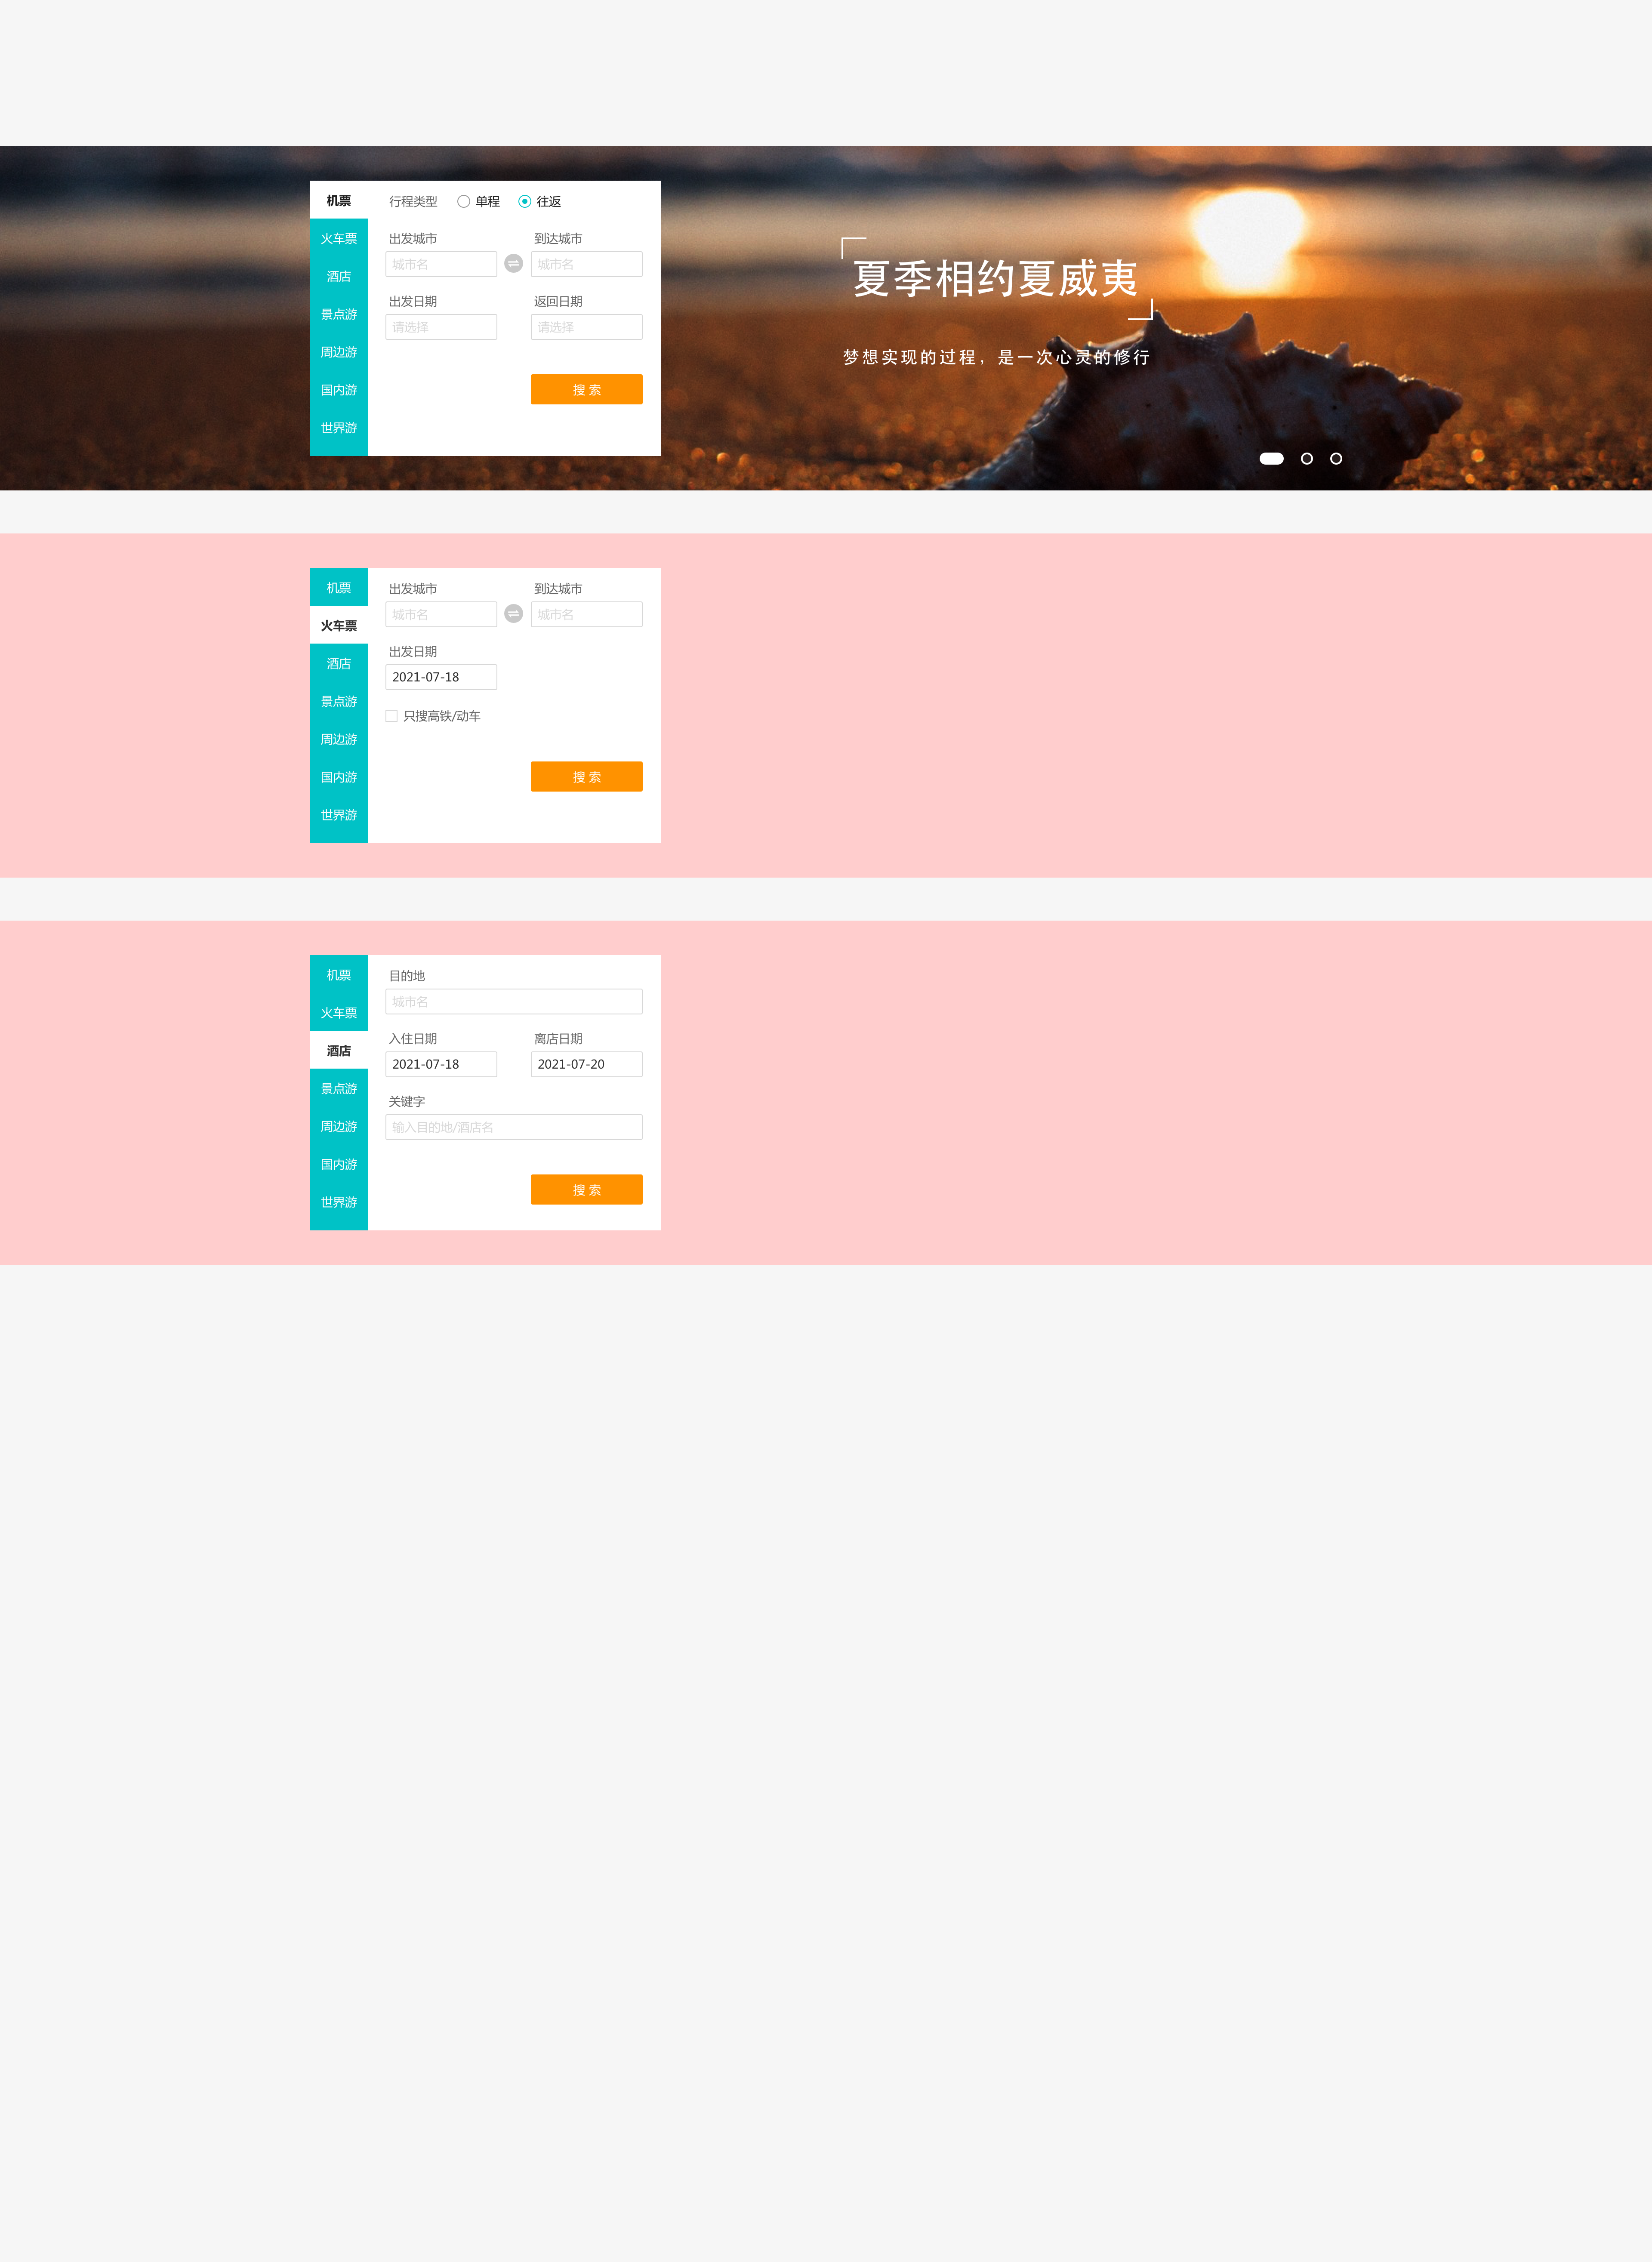 机票
行程类型 单程 往返
火车票
出发城市 到达城市
城市名 城市名
酒店
出发日期 返回日期
景点游
请选择 请选择
周边游
国内游
搜 索
世界游
夏季相约夏威夷
梦想实现的过程，是一次心灵的修行
机票
出发城市 到达城市
城市名 城市名
火车票
出发日期
酒店
2021-07-18
景点游
只搜高铁/动车
周边游
国内游
搜 索
世界游
机票
目的地
城市名
火车票
入住日期 离店日期
酒店
2021-07-18 2021-07-20
景点游
关键字
周边游
输入目的地/酒店名
国内游
搜 索
世界游